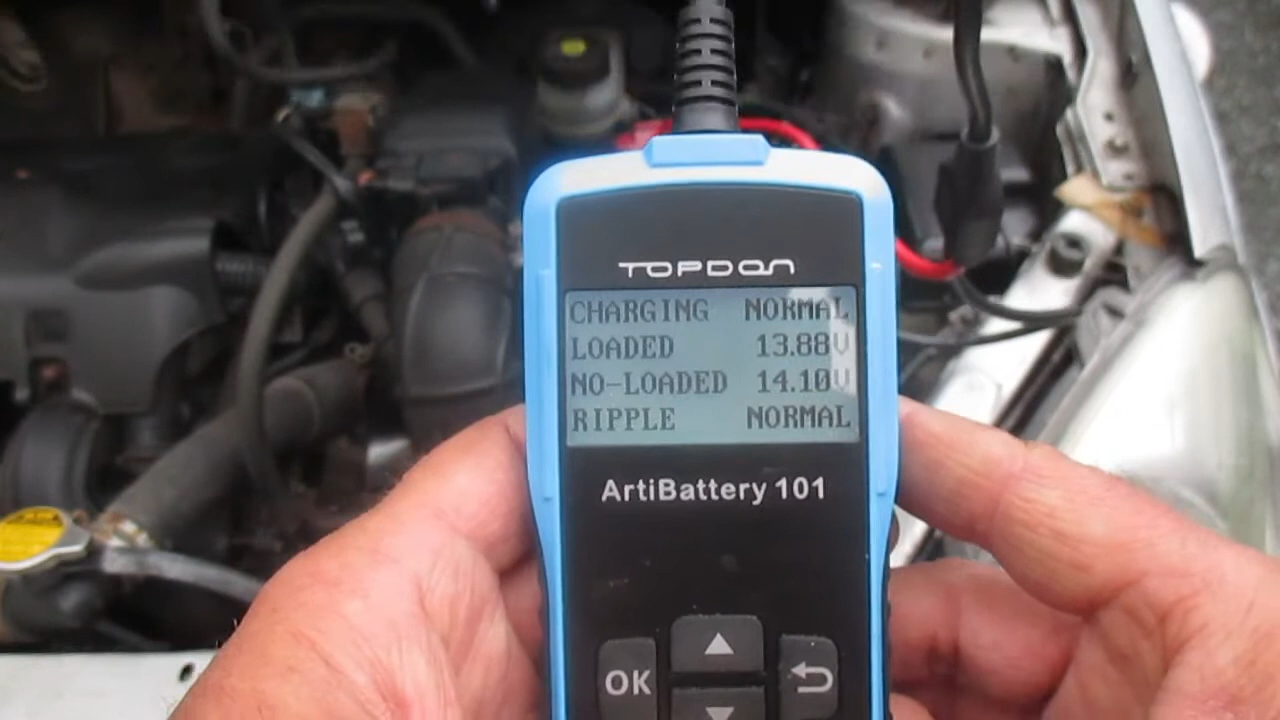 TOPDON
CHARGING NORMAL
LOADED 13.88V
NO-LOADED 14.10V
RIPPLE NORMAL
ArtiBattery 101
OK